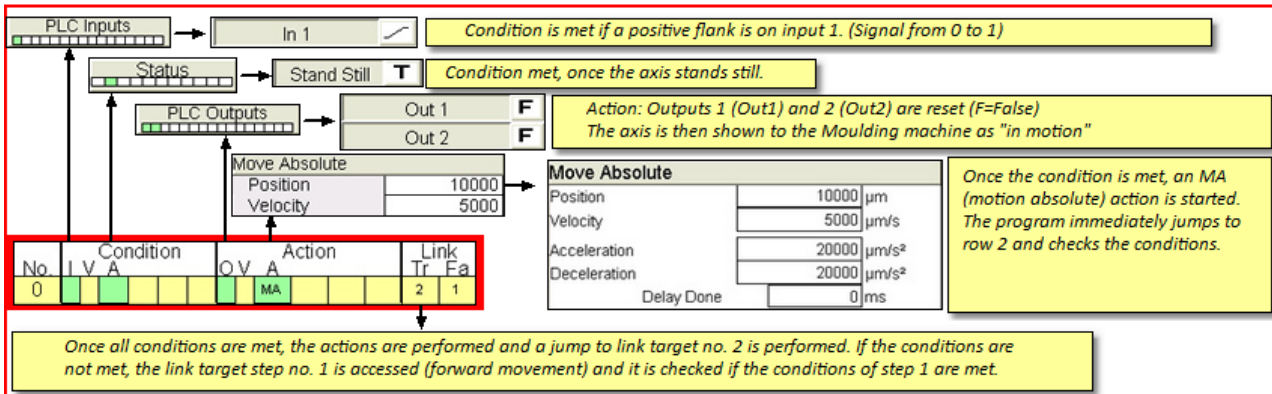 PLC Inputs
In 1
Condition is met if a positive flank is on input 1. (Signal from 0 to 1)
Status
Stand Still T
Condition met, once the axis stands still.
PLC Outputs
Out 1 F
Out 2 F
Action: Outputs 1 (Out1) and 2 (Out2) are reset (F=False)
The axis is then shown to the Moulding machine as "in motion"
Move Absolute
Position 10000
Velocity 5000
Move Absolute
Position 10000 µm
Velocity 5000 µm/s
Acceleration 20000 µm/s²
Deceleration 20000 µm/s²
Delay Done 0 ms
Once the condition is met, an MA
(motion absolute) action is started.
The program immediately jumps to
row 2 and checks the conditions.
Condition Action Link
No. I V A O V A Tr Fa
0 MA 2 1
Once all conditions are met, the actions are performed and a jump to link target no. 2 is performed. If the conditions are
not met, the link target step no. 1 is accessed (forward movement) and it is checked if the conditions of step 1 are met.